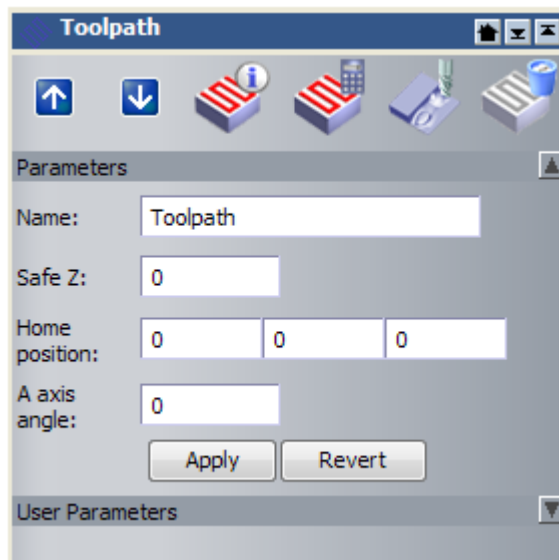 Toolpath
Parameters
Name: Toolpath
Safe Z: 0
Home
position: 0 0 0
A axis
angle: 0
Apply Revert
User Parameters